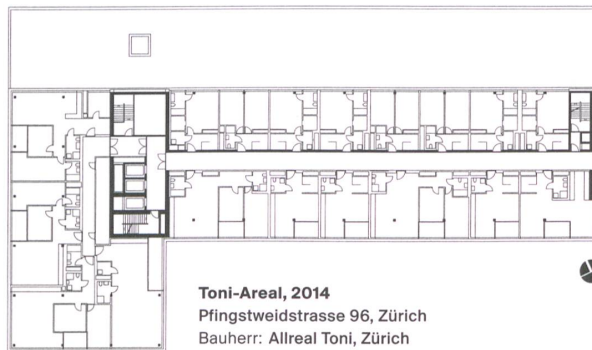 Toni-Areal, 2014
Pfingstweidstrasse 96, Zürich
Bauherr: Allreal Toni, Zürich